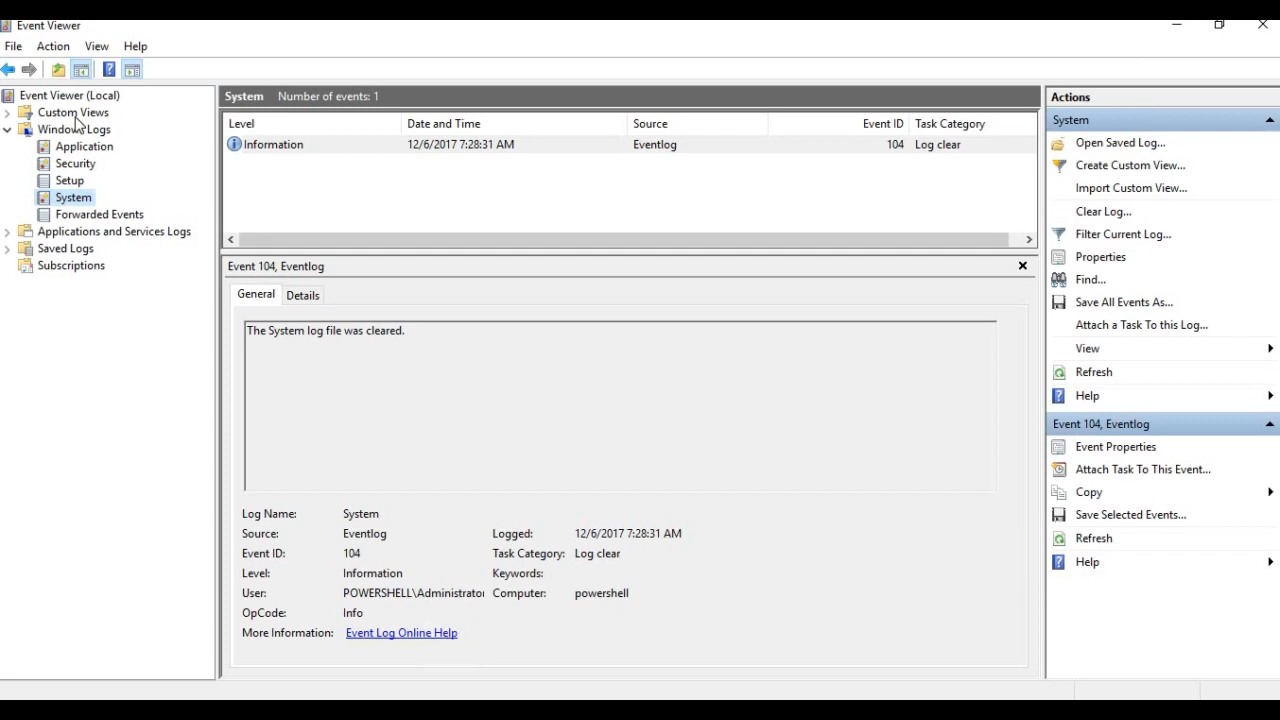 Event Viewer
File Action View Help
Event Viewer (Local)
Custom Views
Windows Logs
Application
Security
Setup
System
Forwarded Events
Applications and Services Logs
Saved Logs
Subscriptions
System Number of events: 1
Level Date and Time Source Event ID Task Category
Information 12/6/2017 7:28:31 AM Eventlog 104 Log clear
Event 104, Eventlog
General Details
The System log file was cleared.
Log Name: System
Source: Eventlog Logged: 12/6/2017 7:28:31 AM
Event ID: 104 Task Category: Log clear
Level: Information Keywords:
User: POWERSHELL\Administrator Computer: powershell
OpCode: Info
More Information: Event Log Online Help
Actions
System
Open Saved Log...
Create Custom View...
Import Custom View...
Clear Log...
Filter Current Log...
Properties
Find...
Save All Events As...
Attach a Task To this Log...
View
Refresh
Help
Event 104, Eventlog
Event Properties
Attach Task To This Event...
Copy
Save Selected Events...
Refresh
Help